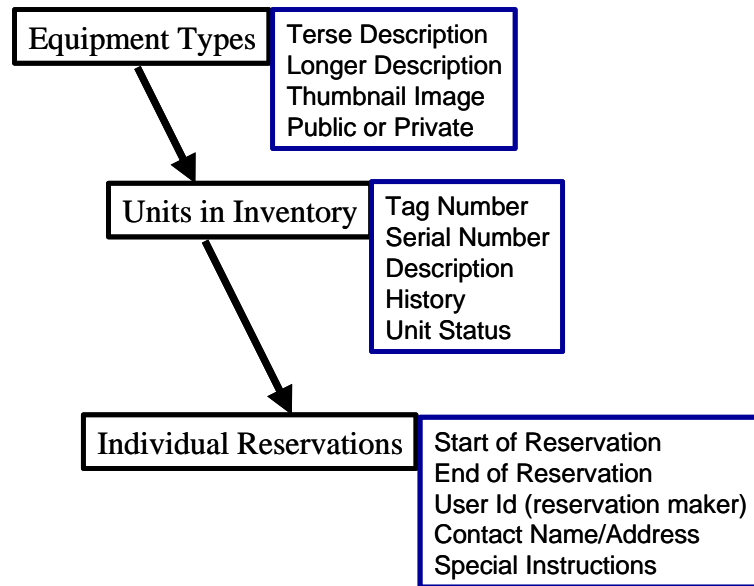 Equipment Types
Terse Description
Longer Description
Thumbnail Image
Public or Private
Units in Inventory
Tag Number
Serial Number
Description
History
Unit Status
Individual Reservations
Start of Reservation
End of Reservation
User Id (reservation maker)
Contact Name/Address
Special Instructions